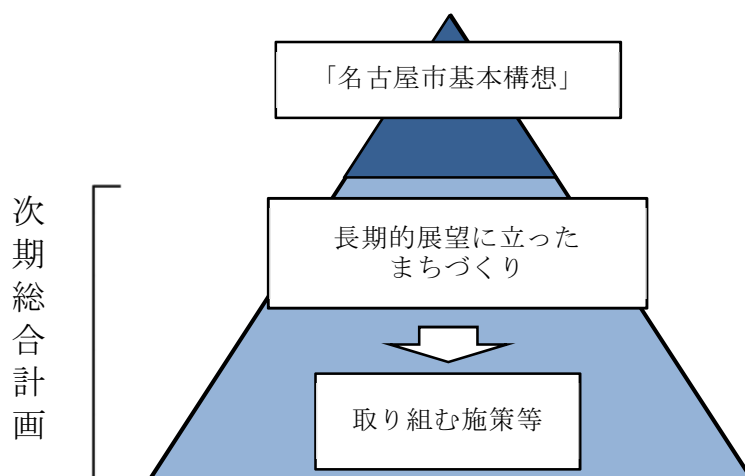 「名古屋市基本構想」
次期総合計画
長期的展望に立った
まちづくり
取り組む施策等